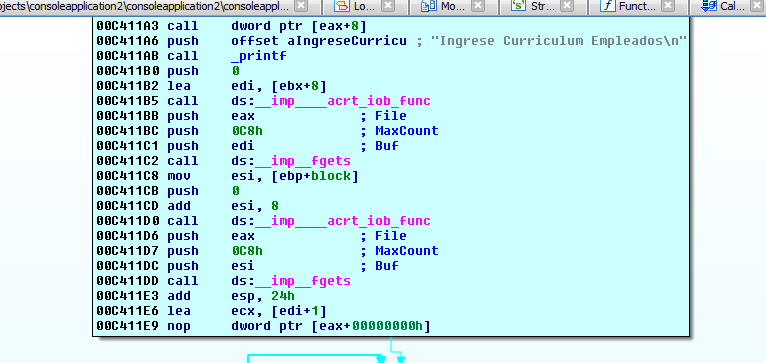 ojects\consoleapplication2\consoleapplication2\consoleappl... Lo... Mo... Str... Funct... Cal...
00C411A3 call dword ptr [eax+8]
00C411A6 push offset aIngreseCurricu ; "Ingrese Curriculum Empleados\n"
00C411AB call _printf
00C411B0 push 0
00C411B2 lea edi, [ebx+8]
00C411B5 call ds:__imp____acrt_iob_func
00C411BB push eax ; File
00C411BC push 0C8h ; MaxCount
00C411C1 push edi ; Buf
00C411C2 call ds:__imp__fgets
00C411C8 mov esi, [ebp+block]
00C411CB push 0
00C411CD add esi, 8
00C411D0 call ds:__imp____acrt_iob_func
00C411D6 push eax ; File
00C411D7 push 0C8h ; MaxCount
00C411DC push esi ; Buf
00C411DD call ds:__imp__fgets
00C411E3 add esp, 24h
00C411E6 lea ecx, [edi+1]
00C411E9 nop dword ptr [eax+00000000h]